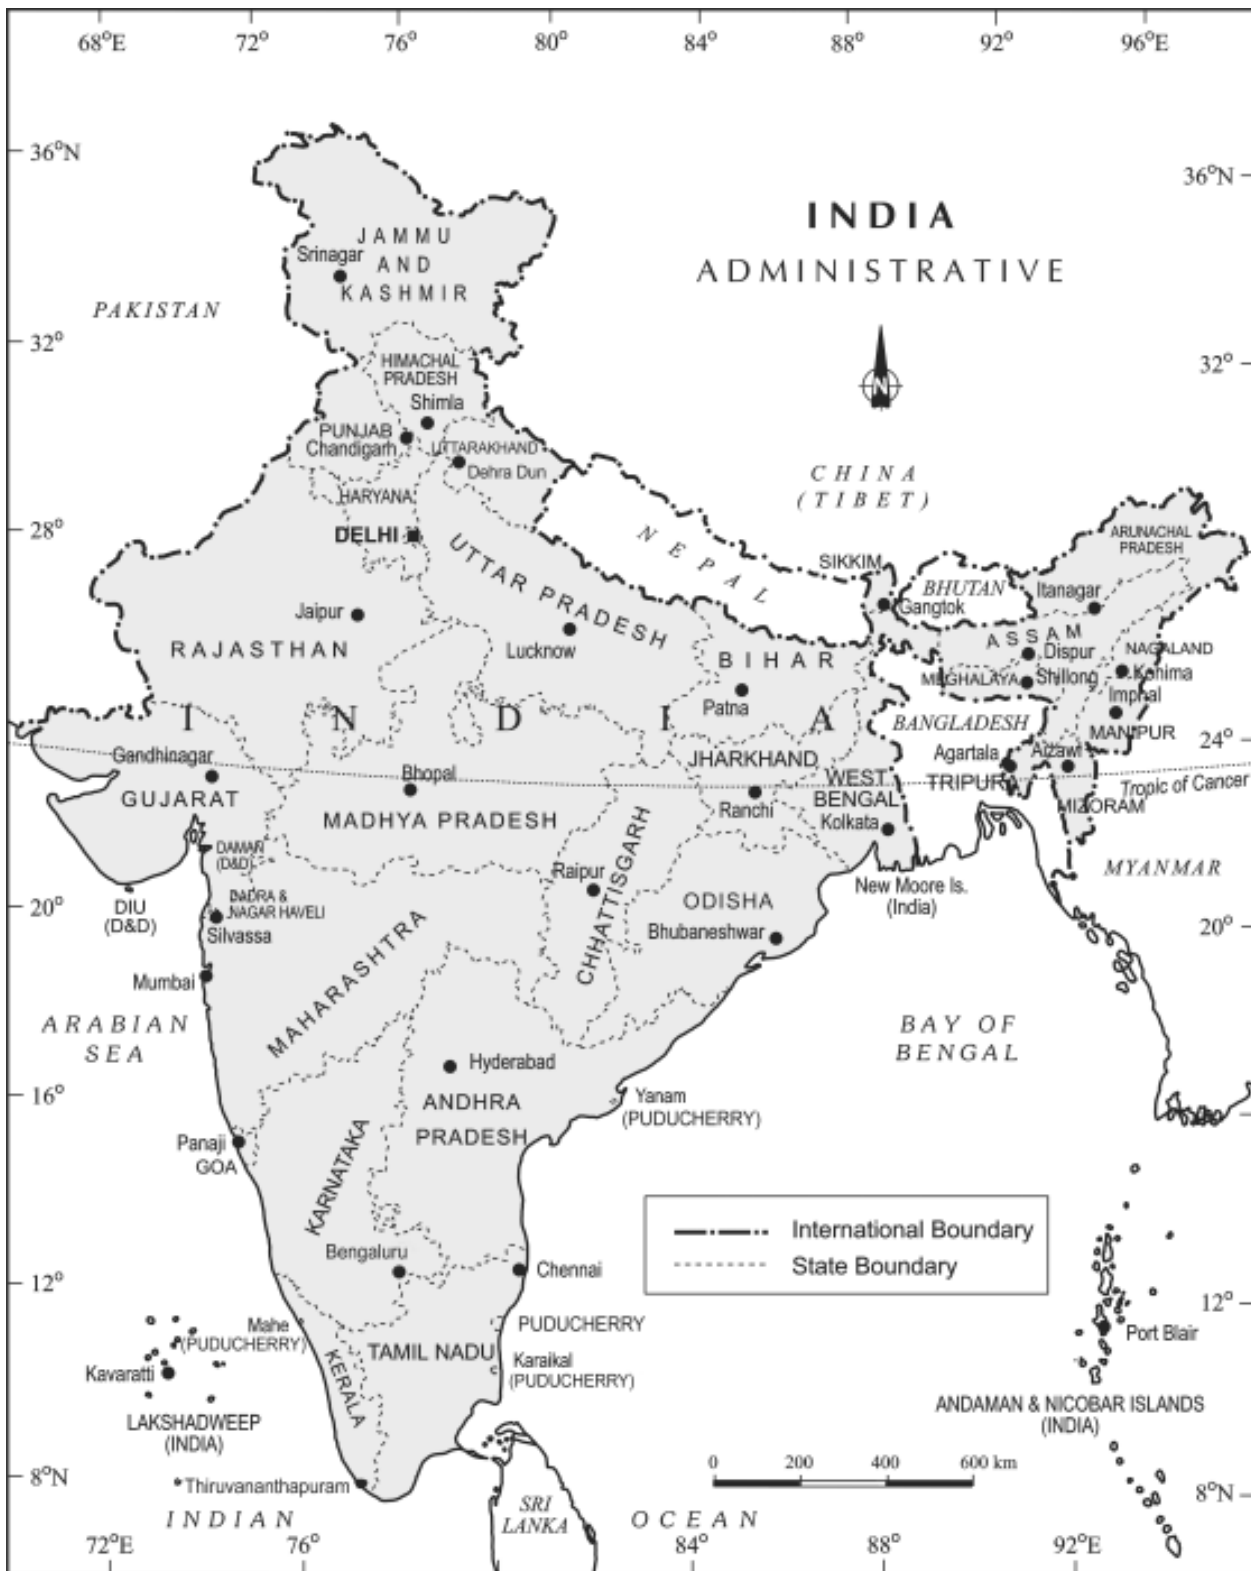 68°E 72° 76° 80° 84° 88° 92° 96°E
36°N
36°N
INDIA
ADMINISTRATIVE
JAMMU
AND
KASHMIR
Srinagar
PAKISTAN
32°
32°
HIMACHAL
PRADESH
Shimla
PUNJAB
Chandigarh
UTTARAKHAND
Dehra Dun
CHINA
(TIBET)
HARYANA
28°
DELHI
28°
NEPAL
UTTAR PRADESH
ARUNACHAL
PRADESH
SIKKIM
BHUTAN
Itanagar
Gangtok
Jaipur
RAJASTHAN
Lucknow
BIHAR
ASSAM
Dispur
NAGALAND
Kohima
MEGHALAYA
Shillong
Imphal
Patna
INDIA
BANGLADESH
MANIPUR
24°
Gandhinagar
Bhopal
JHARKHAND
Agartala
Aizawl
GUJARAT
WEST
BENGAL
TRIPURA
Tropic of Cancer
MADHYA PRADESH
Ranchi
Kolkata
MIZORAM
DAMAN
(D&D)
Raipur
CHHATTISGARH
MYANMAR
New Moore Is.
(India)
DIU
(D&D)
DADRA &
NAGAR HAVELI
Silvassa
20°
20°
ODISHA
Bhubaneshwar
MAHARASHTRA
Mumbai
ARABIAN
SEA
BAY OF
BENGAL
Hyderabad
16°
ANDHRA
PRADESH
Yanam
(PUDUCHERRY)
Panaji
GOA
KARNATAKA
International Boundary
State Boundary
Bengaluru
Chennai
12°
12°
Mahe
(PUDUCHERRY)
PUDUCHERRY
Port Blair
TAMIL NADU
Karaikal
(PUDUCHERRY)
KERALA
Kavaratti
LAKSHADWEEP
(INDIA)
ANDAMAN & NICOBAR ISLANDS
(INDIA)
0 200 400 600 km
8°N
Thiruvananthapuram
8°N
SRI
LANKA
INDIAN OCEAN
72°E 76° 84° 88° 92°E